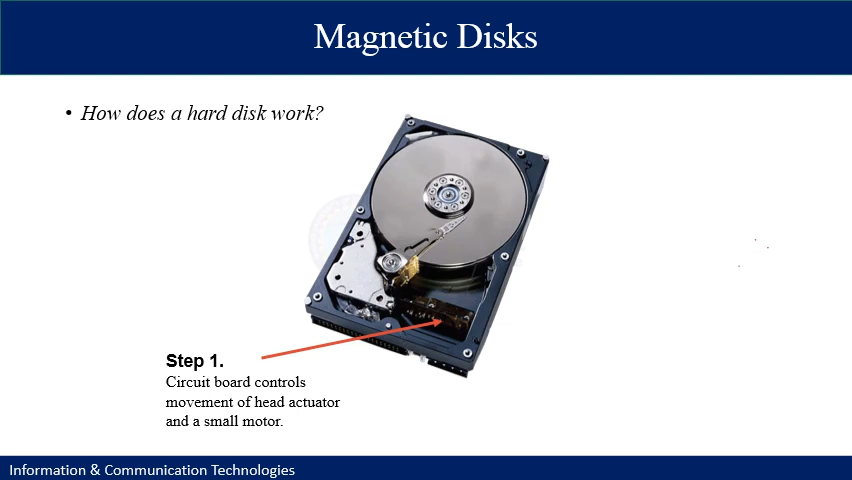 Magnetic Disks
• How does a hard disk work?
Step 1.
Circuit board controls
movement of head actuator
and a small motor.
Information & Communication Technologies